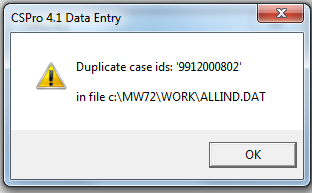 CSPro 4.1 Data Entry
Duplicate case ids: '9912000802'
in file c:\MW72\WORK\ALLIND.DAT
OK